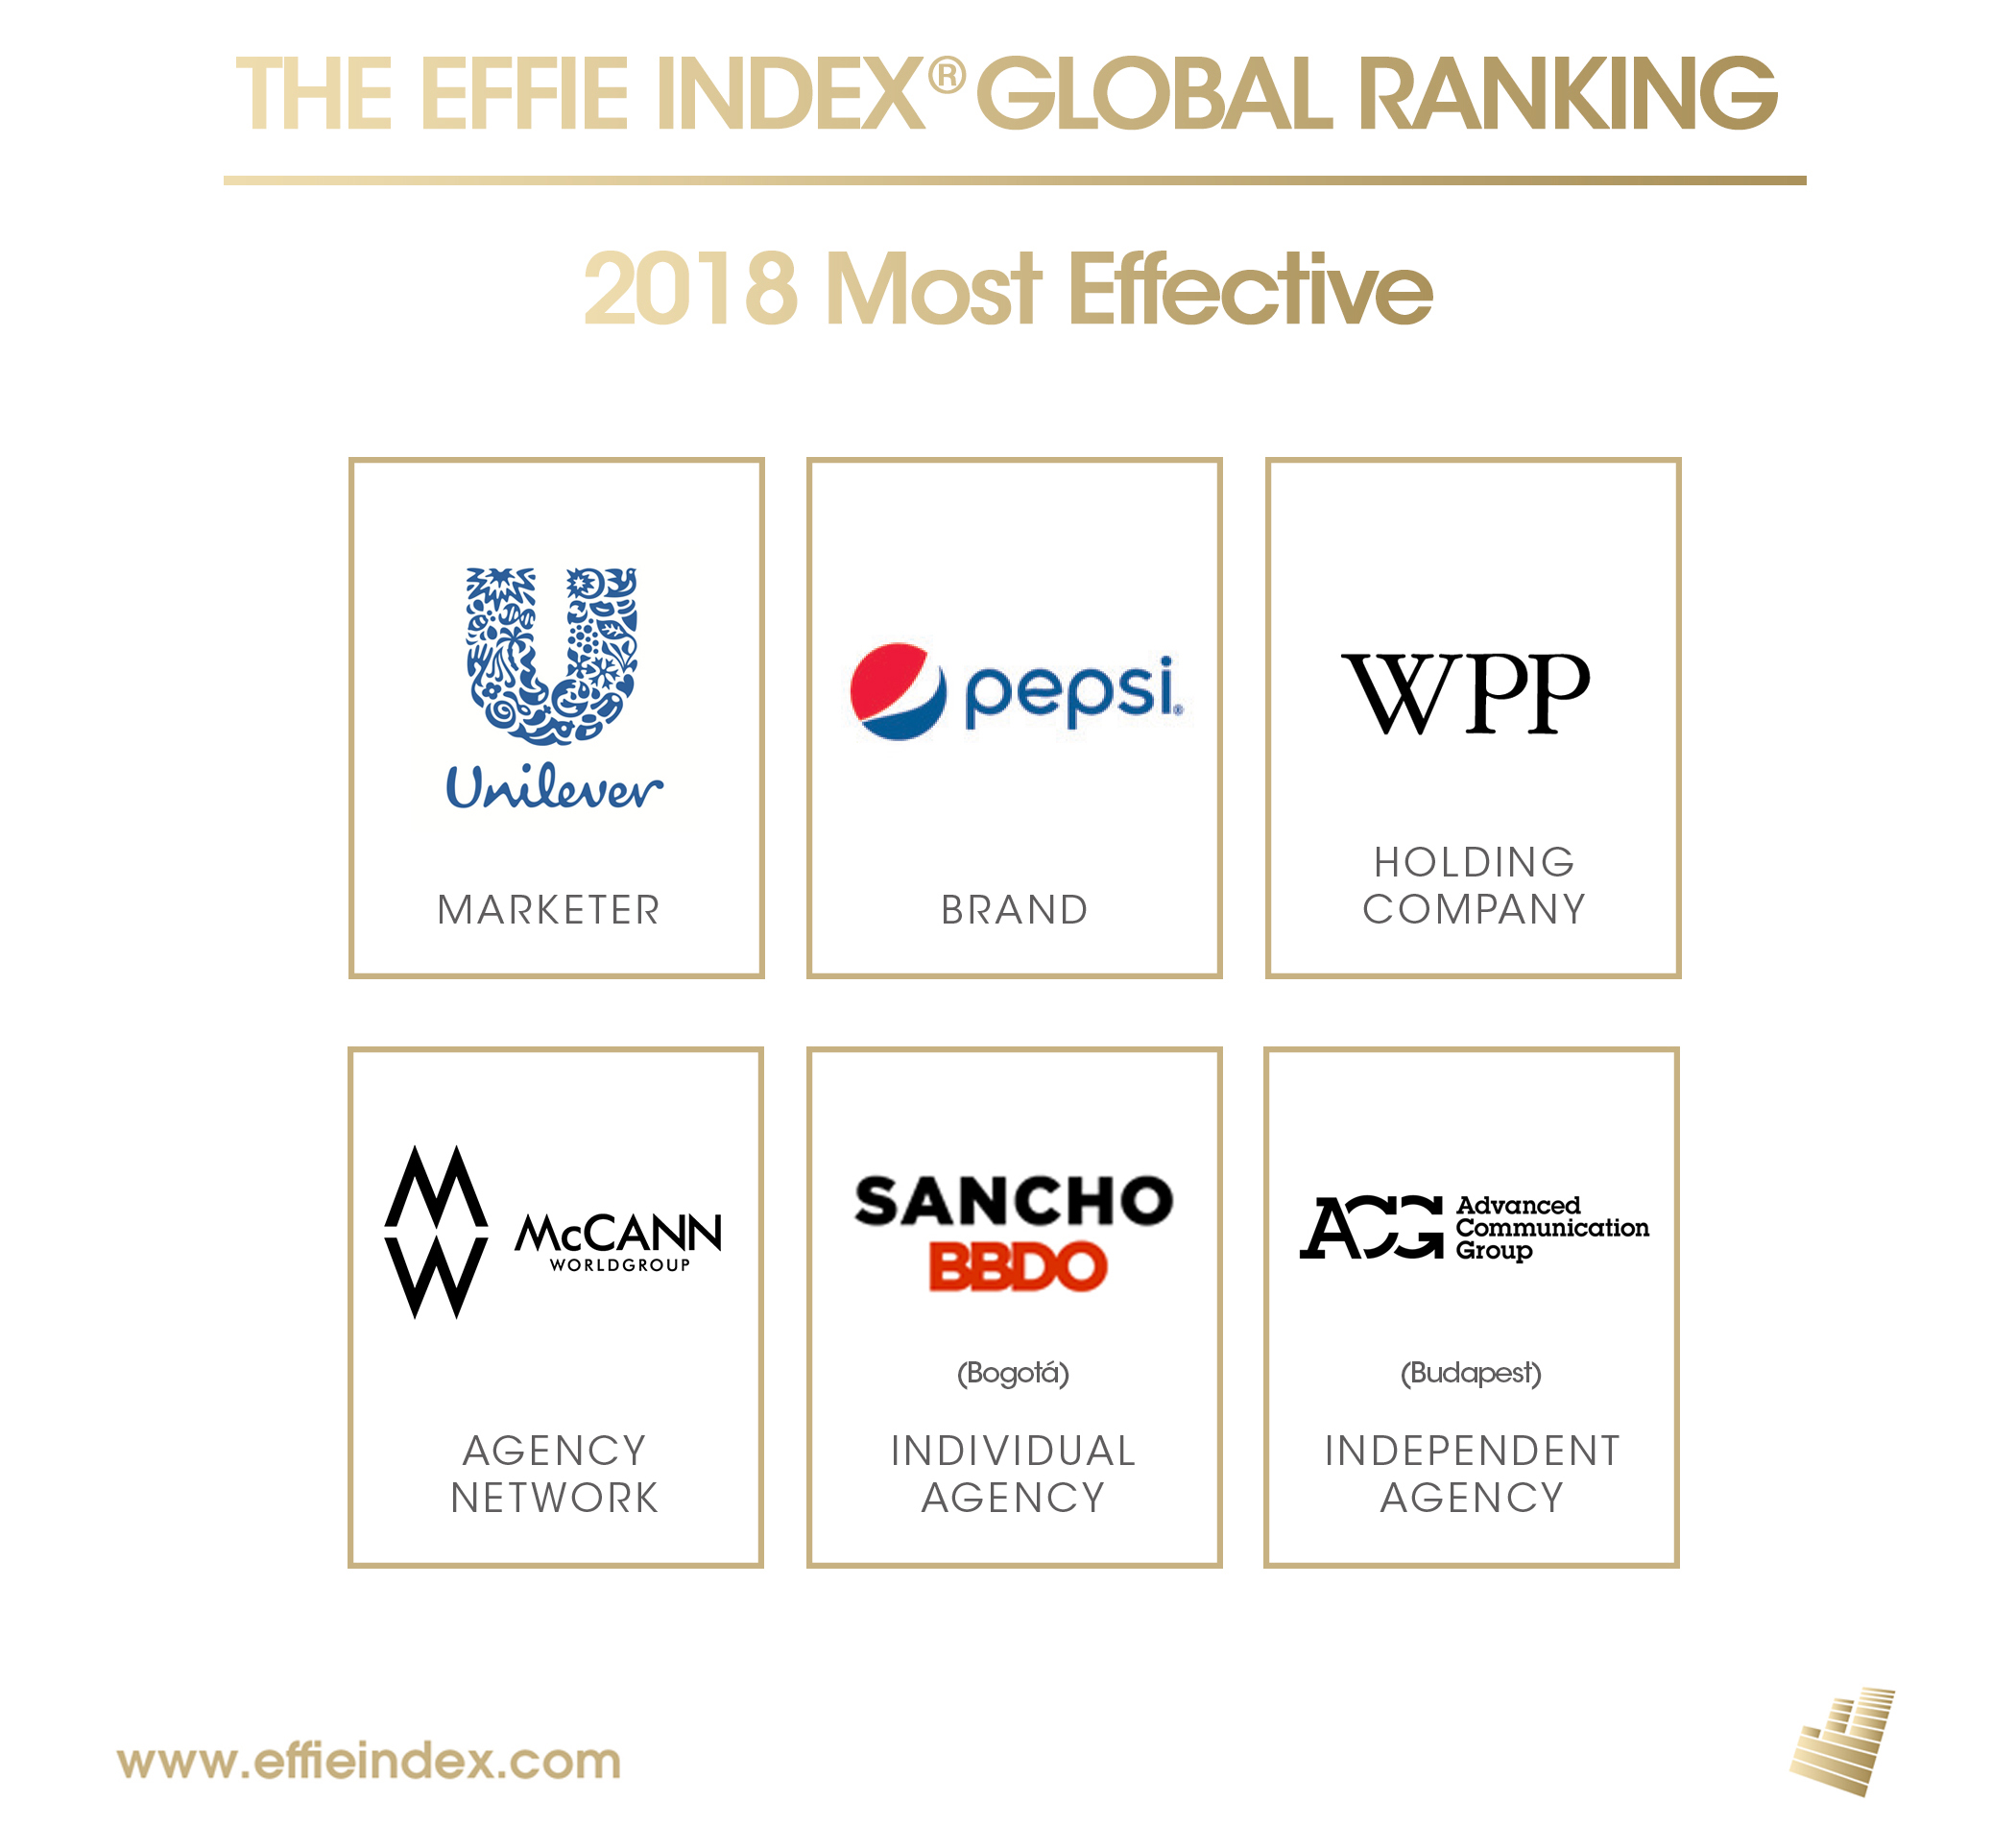 THE EFFIE INDEX® GLOBAL RANKING
2018 Most Effective
Unilever
MARKETER
pepsi®
BRAND
WPP
HOLDING
COMPANY
McCANN
WORLDGROUP
AGENCY
NETWORK
SANCHO
BBDO
(Bogotá)
INDIVIDUAL
AGENCY
ACG
Advanced
Communication
Group
(Budapest)
INDEPENDENT
AGENCY
www.effieindex.com